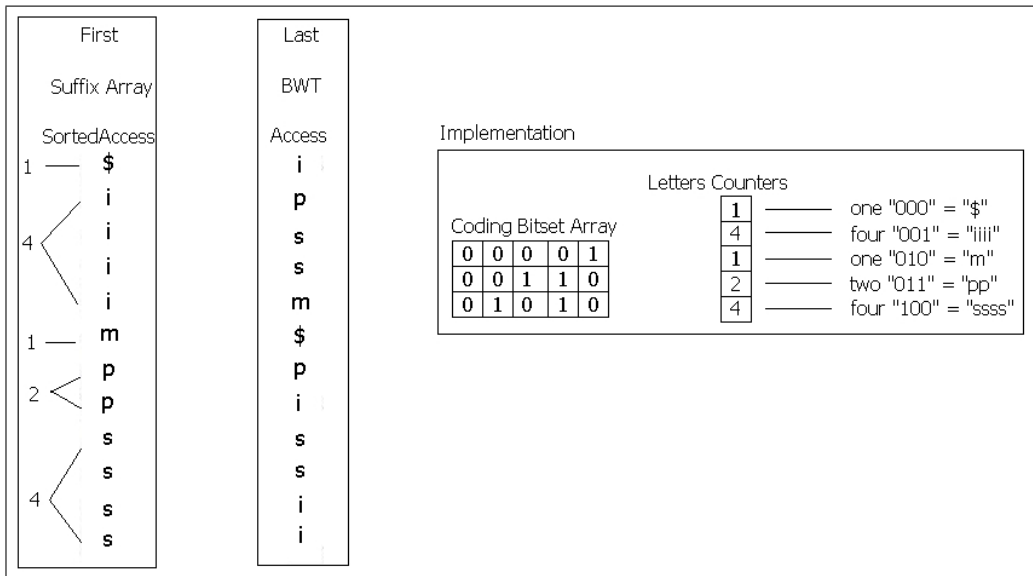 First
Suffix Array
SortedAccess
1
$
4
i
i
i
i
1
m
2
p
p
4
s
s
s
s
Last
BWT
Access
i
p
s
s
m
$
p
i
s
s
i
i
Implementation
Coding Bitset Array
0 0 0 0 1
0 0 1 1 0
0 1 0 1 0
Letters Counters
1 one "000" = "$"
4 four "001" = "iiii"
1 one "010" = "m"
2 two "011" = "pp"
4 four "100" = "ssss"